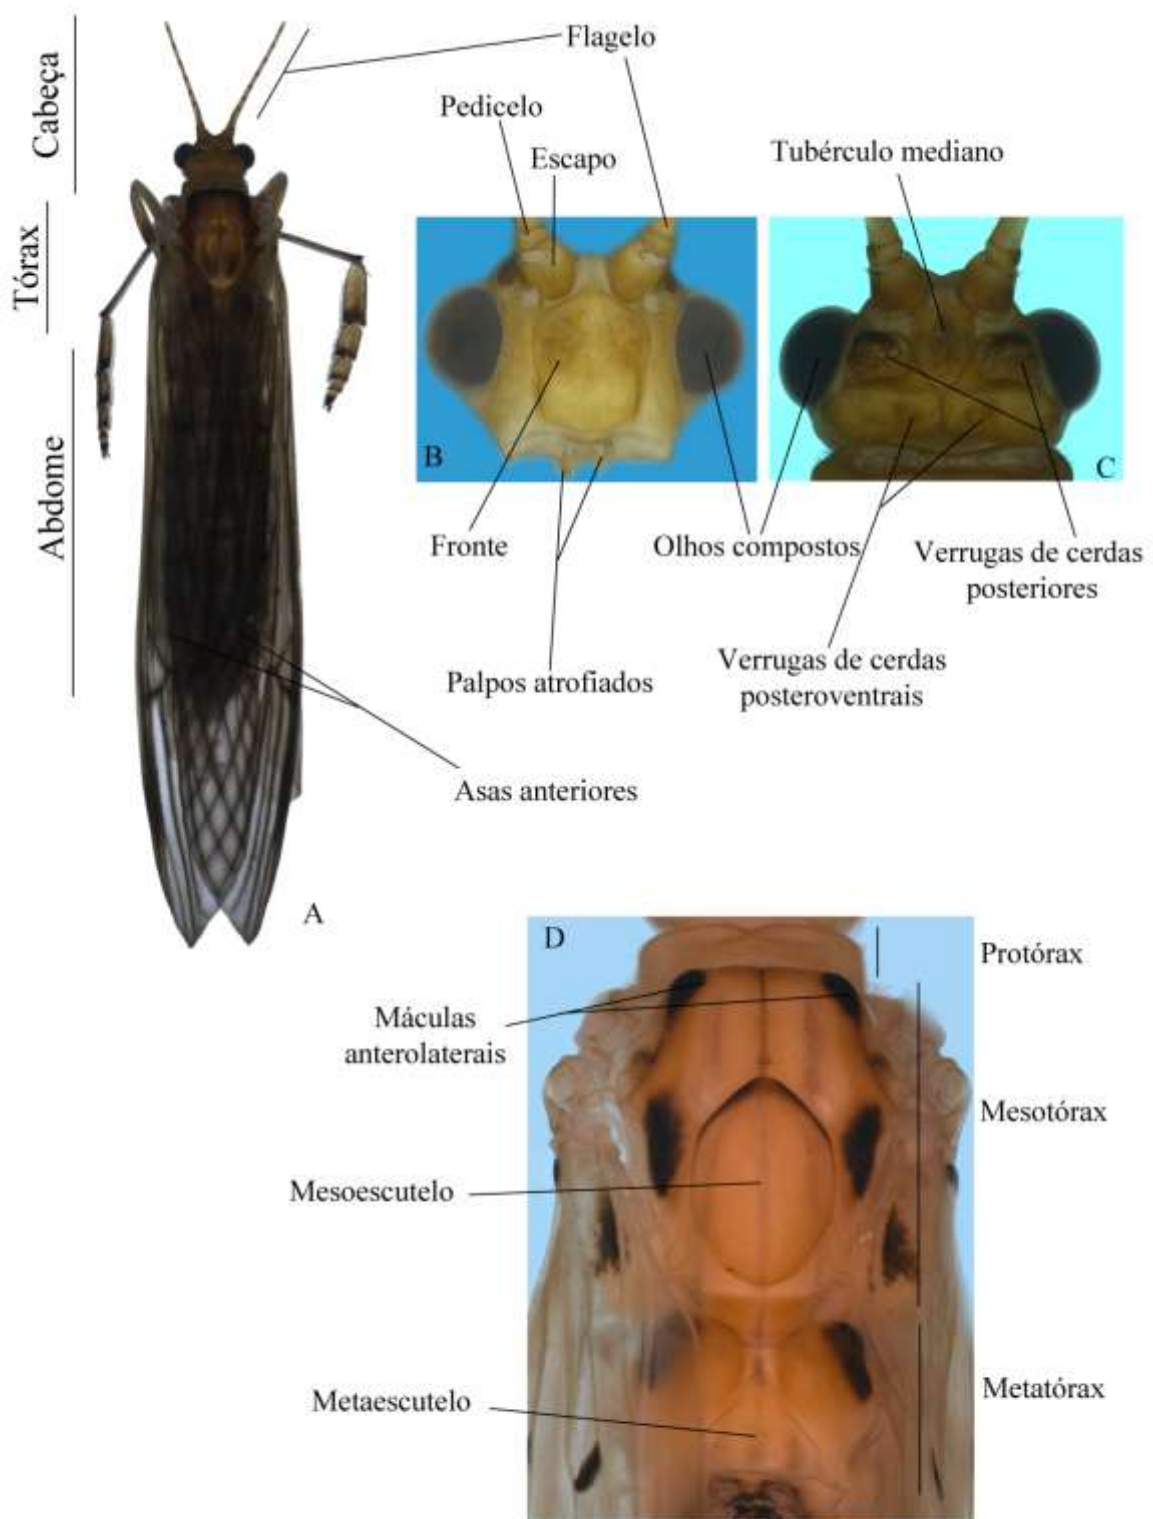 Cabeça
Tórax
Abdome
Flagelo
Pedicelo
Escapo
Tubérculo mediano
B
C
Fronte
Olhos compostos
Verrugas de cerdas
posteriores
Palpos atrofiados
Verrugas de cerdas
posteroventrais
Asas anteriores
A
D
Protórax
Máculas
anterolaterais
Mesotórax
Mesoescutelo
Metaescutelo
Metatórax